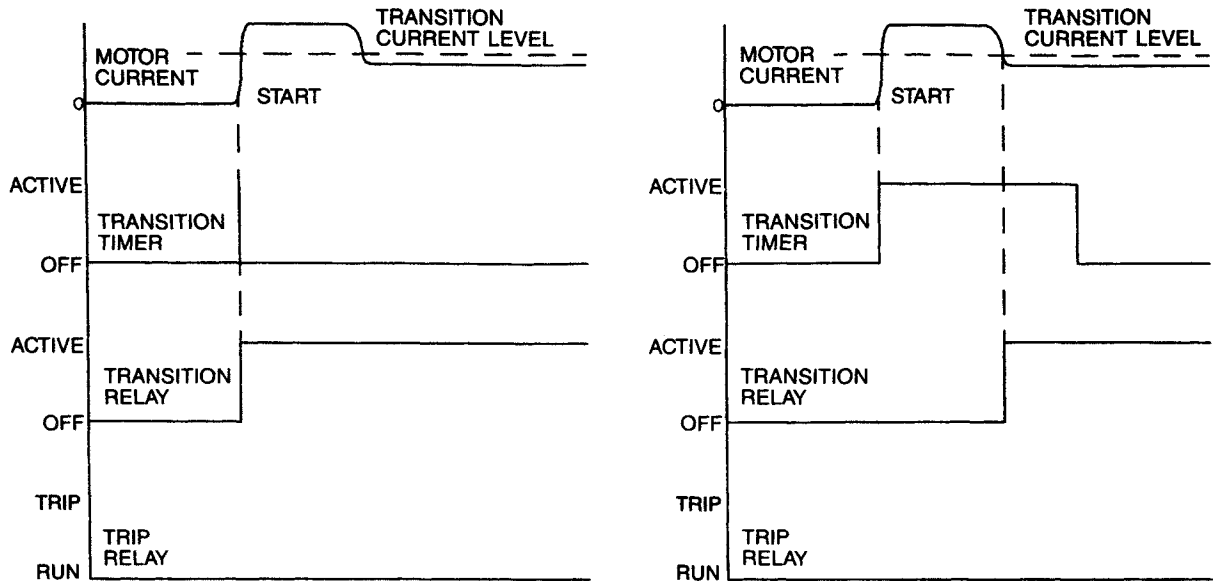 TRANSITION
CURRENT LEVEL
MOTOR
CURRENT
0
START
ACTIVE
TRANSITION
TIMER
OFF
ACTIVE
TRANSITION
RELAY
OFF
TRIP
TRIP
RELAY
RUN
TRANSITION
CURRENT LEVEL
MOTOR
CURRENT
0
START
ACTIVE
TRANSITION
TIMER
OFF
ACTIVE
TRANSITION
RELAY
OFF
TRIP
TRIP
RELAY
RUN